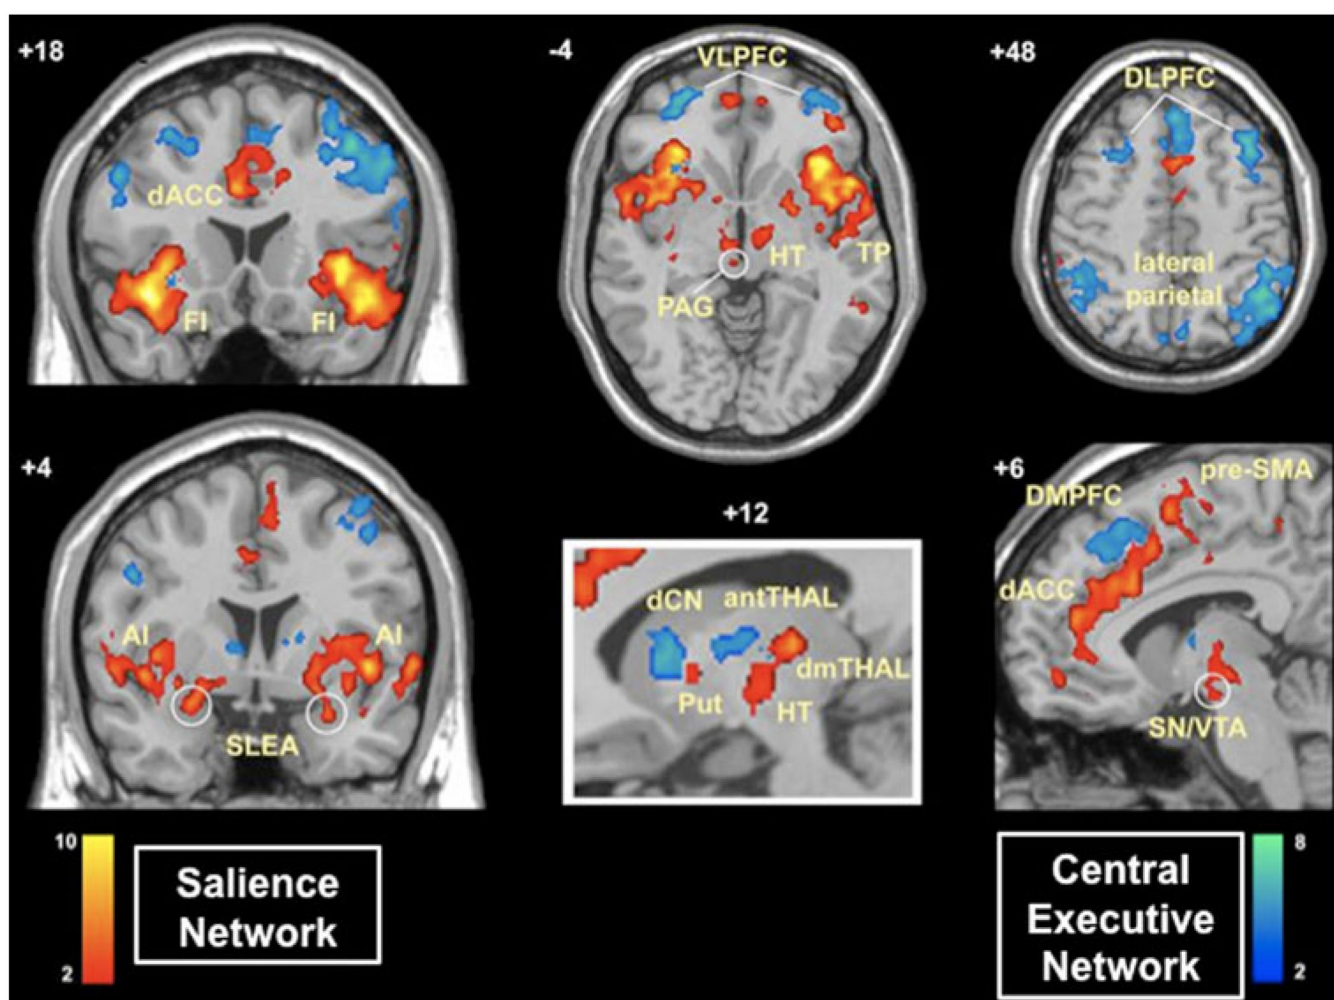 +18
dACC
FI
FI
-4
VLPFC
HT
TP
PAG
+48
DLPFC
lateral
parietal
+4
AI
AI
SLEA
+12
dCN
antTHAL
dmTHAL
Put
HT
+6
pre-SMA
DMPFC
dACC
SN/VTA
10
2
Salience
Network
Central
Executive
Network
8
2